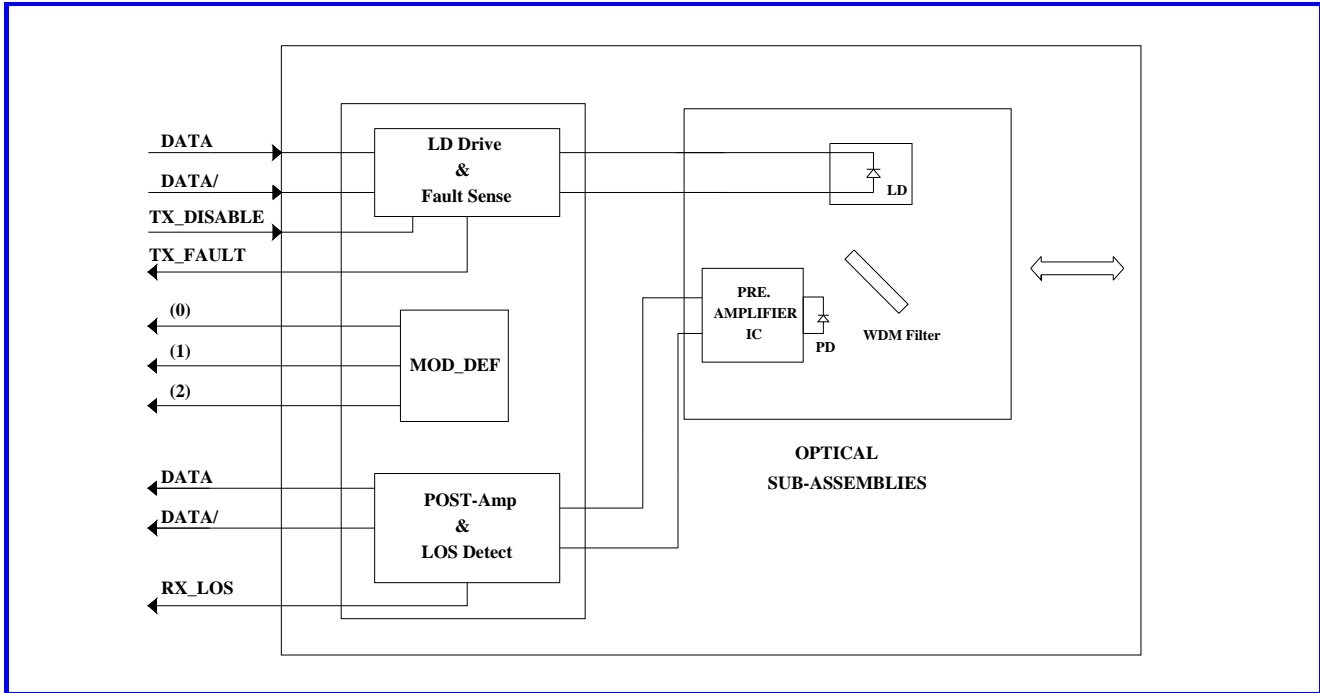 DATA
DATA/
TX_DISABLE
TX_FAULT
(0)
(1)
(2)
DATA
DATA/
RX_LOS
LD Drive
&
Fault Sense
MOD_DEF
POST-Amp
&
LOS Detect
LD
PRE.
AMPLIFIER
IC
PD
WDM Filter
OPTICAL
SUB-ASSEMBLIES